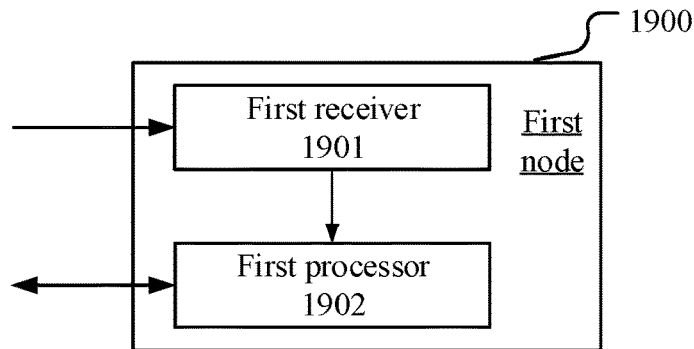 1900
First receiver
1901
First
node
First processor
1902